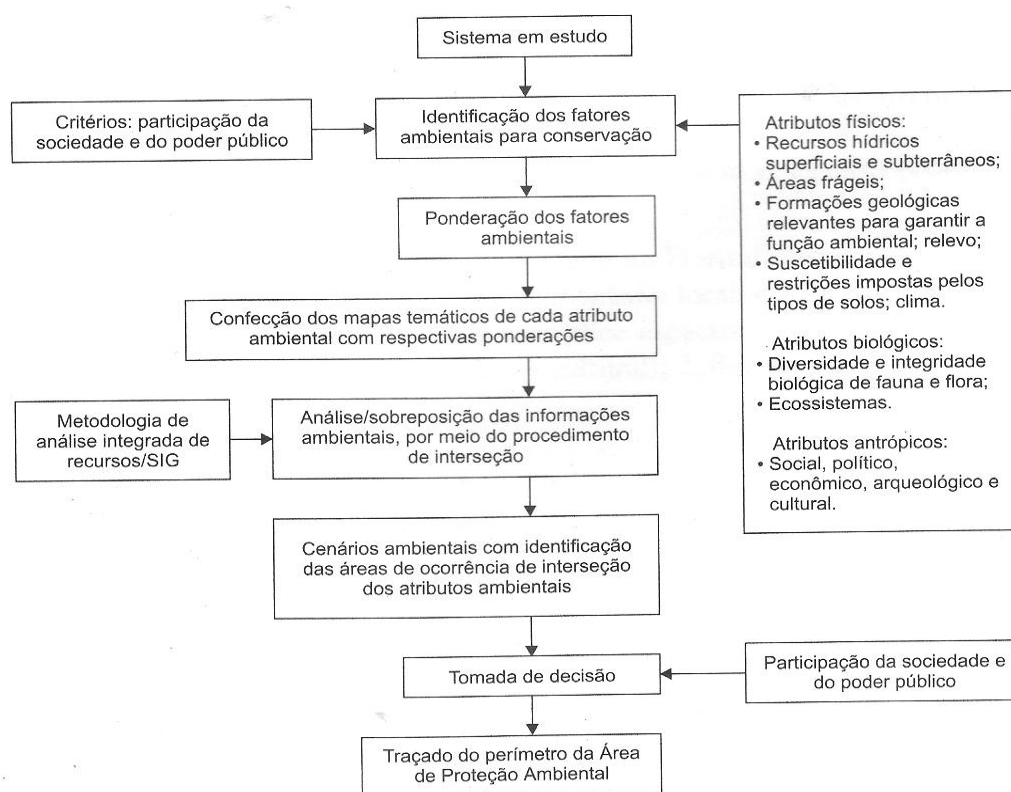 Sistema em estudo
Critérios: participação da
sociedade e do poder público
Identificação dos fatores
ambientais para conservação
Atributos físicos:
• Recursos hídricos
superficiais e subterrâneos;
• Áreas frágeis;
• Formações geológicas
relevantes para garantir a
função ambiental; relevo;
• Suscetibilidade e
restrições impostas pelos
tipos de solos; clima.
Atributos biológicos:
• Diversidade e integridade
biológica de fauna e flora;
• Ecossistemas.
Atributos antrópicos:
• Social, político,
econômico, arqueológico e
cultural.
Ponderação dos fatores
ambientais
Confecção dos mapas temáticos de cada atributo
ambiental com respectivas ponderações
Metodologia de
análise integrada de
recursos/SIG
Análise/sobreposição das informações
ambientais, por meio do procedimento
de interseção
Cenários ambientais com identificação
das áreas de ocorrência de interseção
dos atributos ambientais
Tomada de decisão
Participação da sociedade e
do poder público
Traçado do perímetro da Área
de Proteção Ambiental